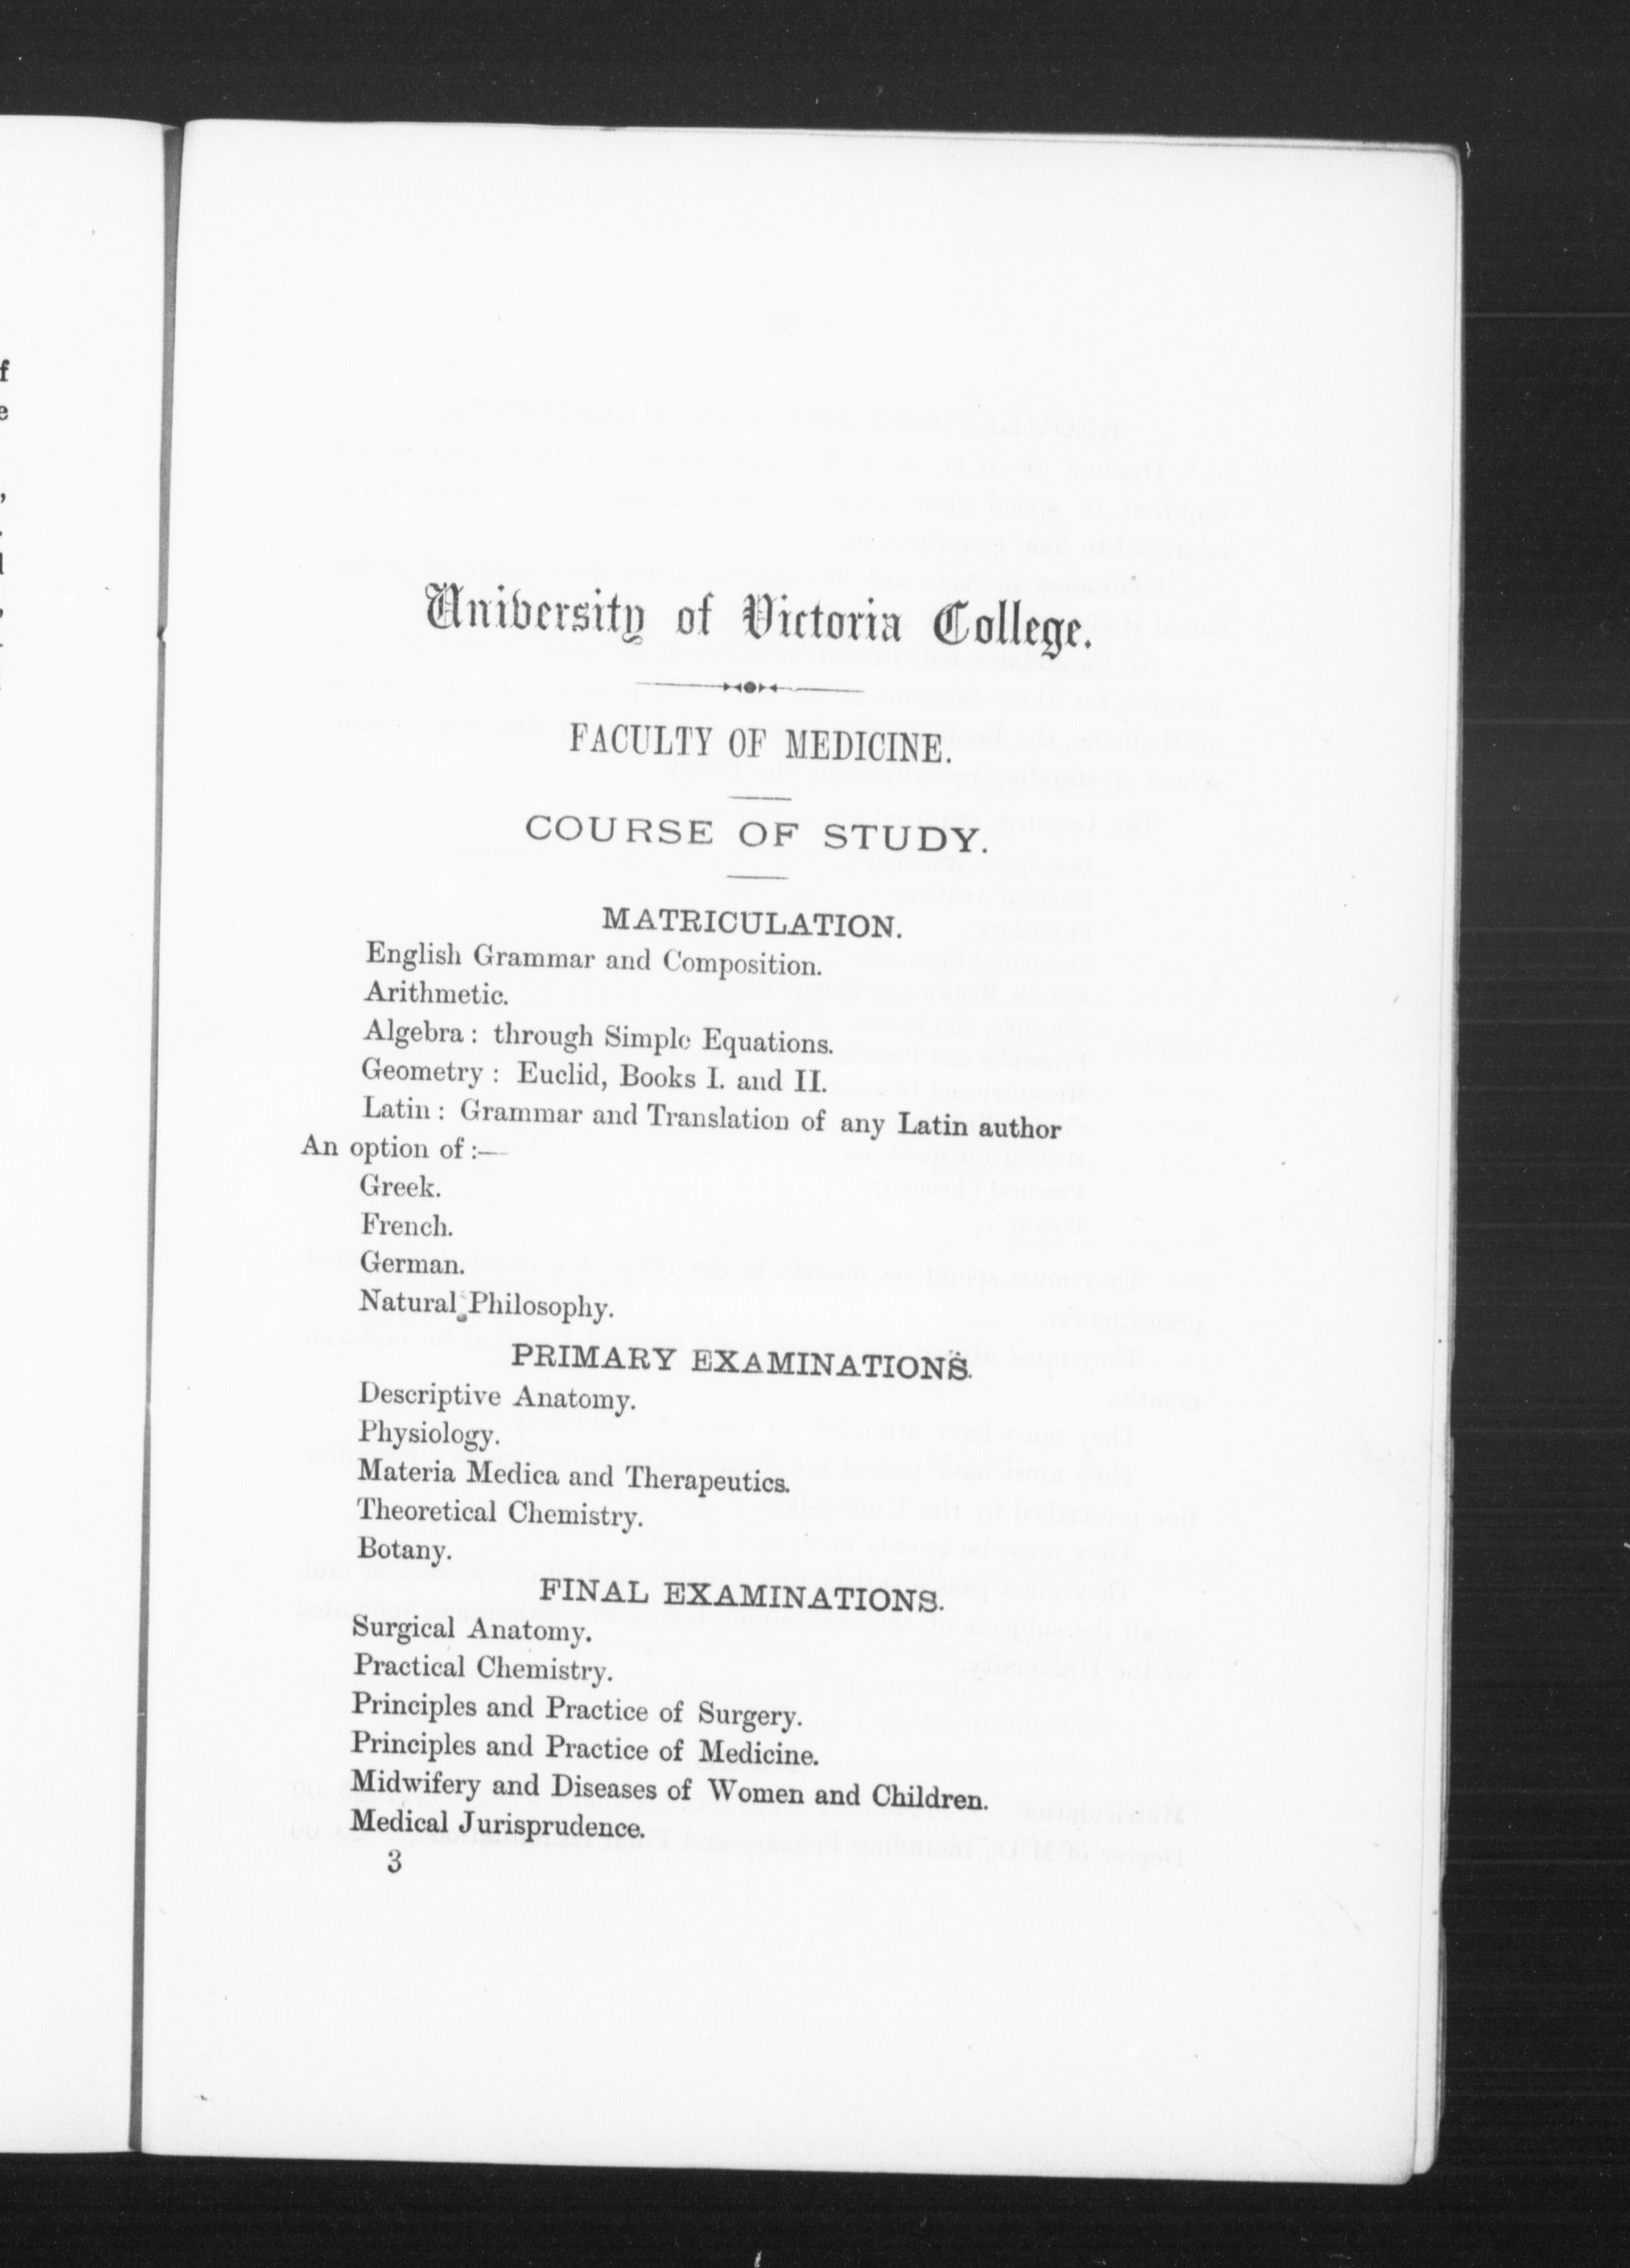 University of Victoria College.
FACULTY OF MEDICINE.
COURSE OF STUDY.
MATRICULATION.
English Grammar and Composition.
Arithmetic.
Algebra : through Simple Equations.
Geometry : Euclid, Books I. and II.
Latin : Grammar and Translation of any Latin author
An option of :—
Greek.
French.
German.
Natural Philosophy.
PRIMARY EXAMINATIONS.
Descriptive Anatomy.
Physiology.
Materia Medica and Therapeutics.
Theoretical Chemistry.
Botany.
FINAL EXAMINATIONS.
Surgical Anatomy.
Practical Chemistry.
Principles and Practice of Surgery.
Principles and Practice of Medicine.
Midwifery and Diseases of Women and Children.
Medical Jurisprudence.
3